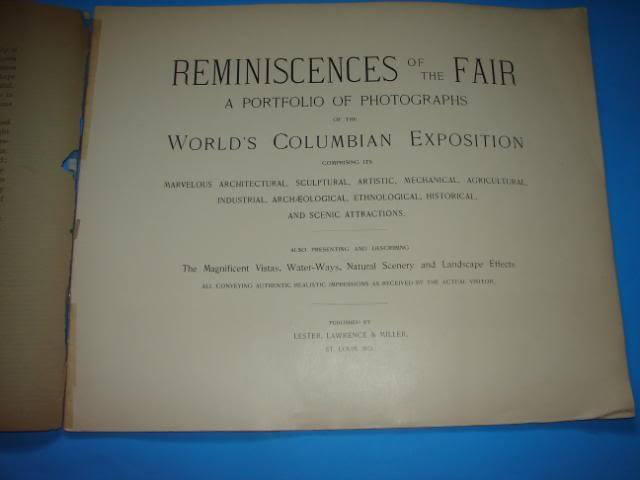 REMINISCENCES OF THE FAIR
A PORTFOLIO OF PHOTOGRAPHS
OF THE
WORLD'S COLUMBIAN EXPOSITION
COMPRISING ITS
MARVELOUS ARCHITECTURAL, SCULPTURAL, ARTISTIC, MECHANICAL, AGRICULTURAL,
INDUSTRIAL, ARCHÆOLOGICAL, ETHNOLOGICAL, HISTORICAL,
AND SCENIC ATTRACTIONS.
ALSO PRESENTING AND DESCRIBING
The Magnificent Vistas, Water-Ways, Natural Scenery and Landscape Effects
ALL CONVEYING AUTHENTIC REALISTIC IMPRESSIONS AS RECEIVED BY THE ACTUAL VISITOR.
PUBLISHED BY
LESTER, LAWRENCE & MILLER,
ST. LOUIS, MO.